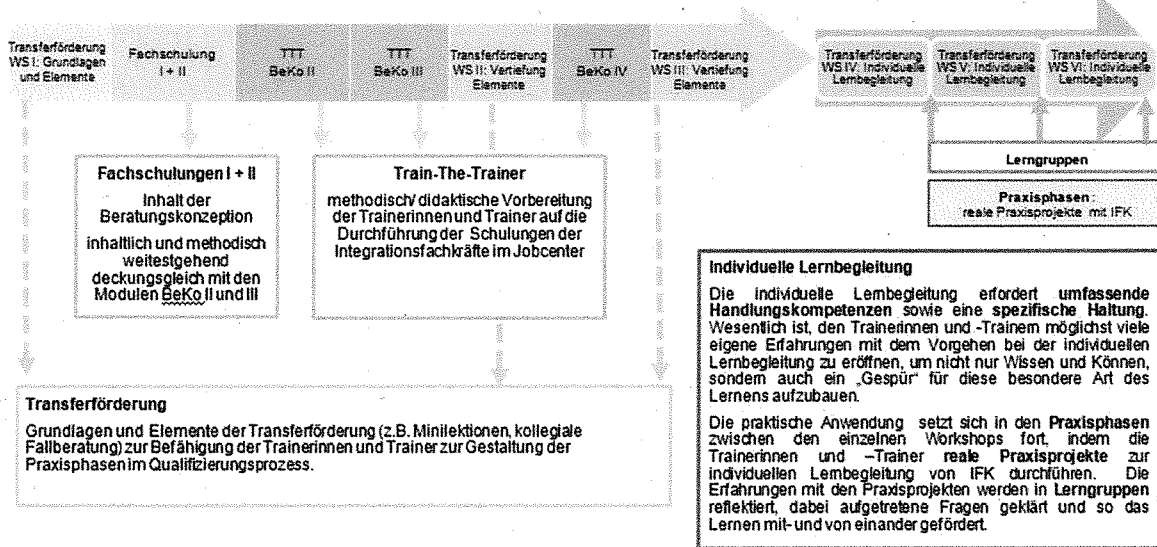 Transferförderung
WS I: Grundlagen
und Elemente
Fachschulung
I + II
TTT
BeKo II
TTT
BeKo III
Transferförderung
WS II: Vertiefung
Elemente
TTT
BeKo IV
Transferförderung
WS III: Vertiefung
Elemente
Transferförderung
WS IV: Individuelle
Lernbegleitung
Transferförderung
WS V: Individuelle
Lernbegleitung
Transferförderung
WS VI: Individuelle
Lernbegleitung
Lerngruppen
Praxisphasen:
reale Praxisprojekte mit IFK
Fachschulungen I + II
Inhalt der
Beratungskonzeption
inhaltlich und methodisch
weitestgehend
deckungsgleich mit den
Modulen BeKo II und III
Train-The-Trainer
methodisch/ didaktische Vorbereitung
der Trainerinnen und Trainer auf die
Durchführung der Schulungen der
Integrationsfachkräfte im Jobcenter
Transferförderung
Grundlagen und Elemente der Transferförderung (z.B. Minilektionen, kollegiale
Fallberatung) zur Befähigung der Trainerinnen und Trainer zur Gestaltung der
Praxisphasen im Qualifizierungsprozess.
Individuelle Lernbegleitung
Die individuelle Lernbegleitung erfordert umfassende
Handlungskompetenzen sowie eine spezifische Haltung.
Wesentlich ist, den Trainerinnen und -Trainern möglichst viele
eigene Erfahrungen mit dem Vorgehen bei der individuellen
Lernbegleitung zu eröffnen, um nicht nur Wissen und Können,
sondern auch ein „Gespür“ für diese besondere Art des
Lernens aufzubauen.
Die praktische Anwendung setzt sich in den Praxisphasen
zwischen den einzelnen Workshops fort, indem die
Trainerinnen und –Trainer reale Praxisprojekte zur
individuellen Lernbegleitung von IFK durchführen. Die
Erfahrungen mit den Praxisprojekten werden in Lerngruppen
reflektiert, dabei aufgetretene Fragen geklärt und so das
Lernen mit- und von einander gefördert.